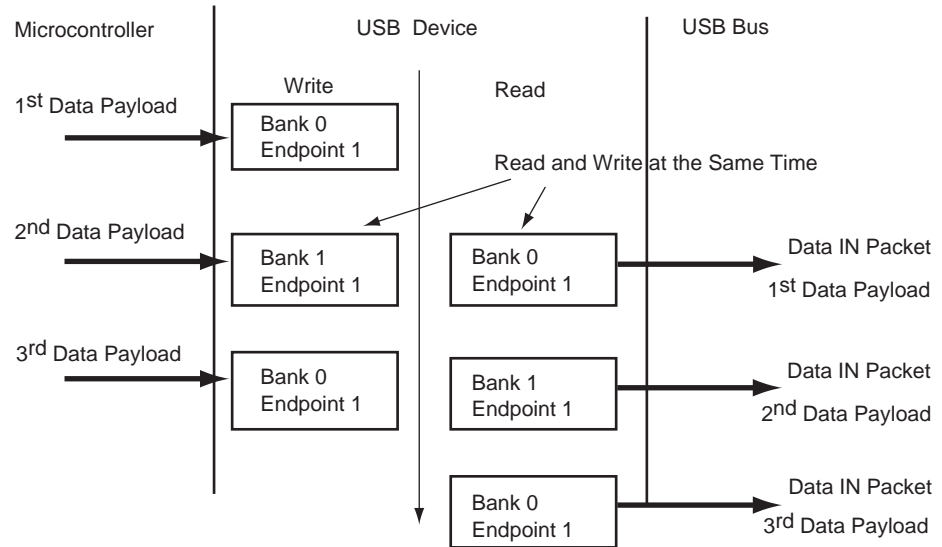 Microcontroller
USB Device
USB Bus
Write
Read
1st Data Payload
Bank 0
Endpoint 1
Read and Write at the Same Time
2nd Data Payload
Bank 1
Endpoint 1
Bank 0
Endpoint 1
Data IN Packet
1st Data Payload
3rd Data Payload
Bank 0
Endpoint 1
Bank 1
Endpoint 1
Data IN Packet
2nd Data Payload
Bank 0
Endpoint 1
Data IN Packet
3rd Data Payload